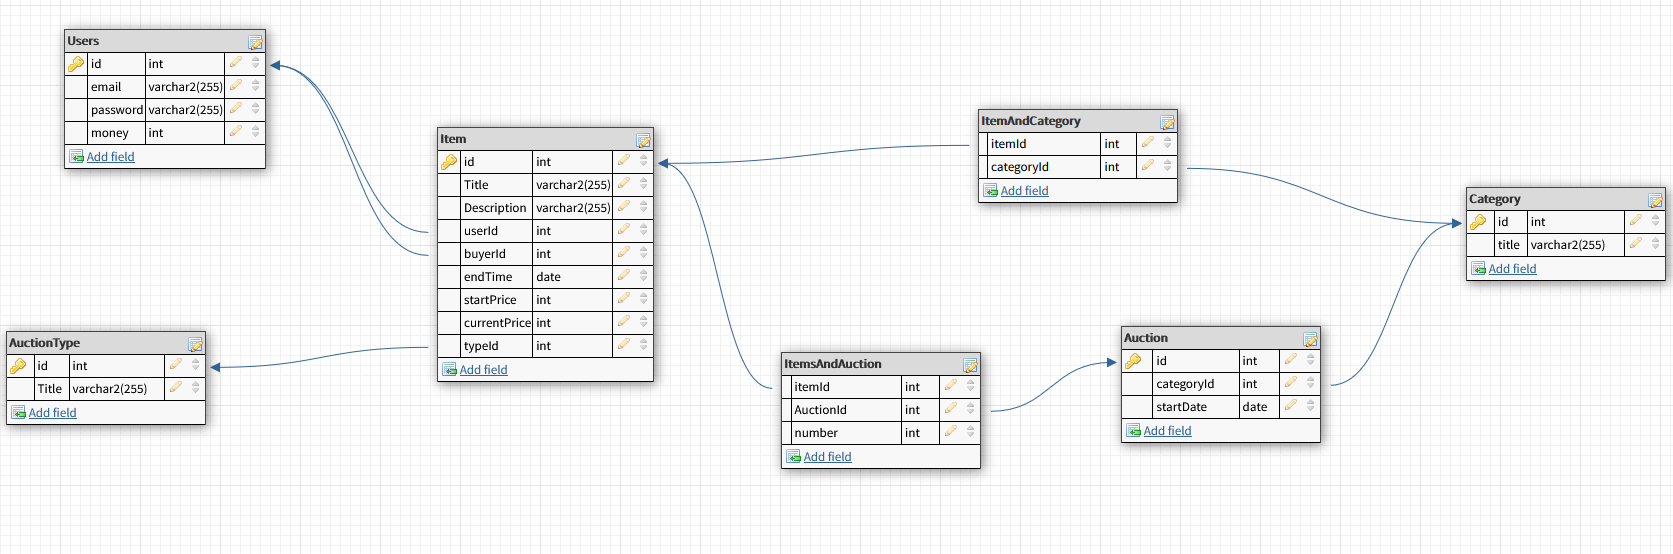 Users
id int
email varchar2(255)
password varchar2(255)
money int
Add field
Item
id int
Title varchar2(255)
Description varchar2(255)
userId int
buyerId int
endTime date
startPrice int
currentPrice int
typeId int
Add field
AuctionType
id int
Title varchar2(255)
Add field
ItemAndCategory
itemId int
categoryId int
Add field
ItemsAndAuction
itemId int
AuctionId int
number int
Add field
Auction
id int
categoryId int
startDate date
Add field
Category
id int
title varchar2(255)
Add field